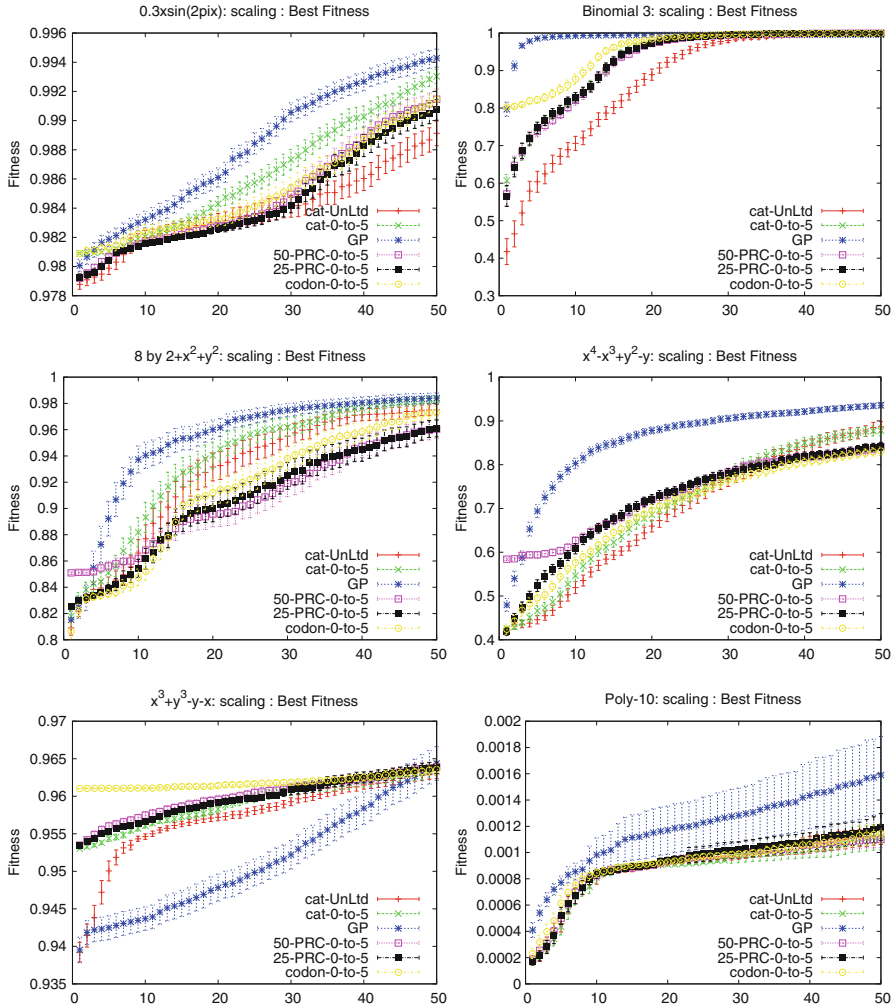 0.3xsin(2pix): scaling : Best Fitness
0.996
0.994
0.992
0.99
0.988
0.986
0.984
0.982
0.98
0.978
Fitness
cat-UnLtd
cat-0-to-5
GP
50-PRC-0-to-5
25-PRC-0-to-5
codon-0-to-5
0 10 20 30 40 50
Binomial 3: scaling : Best Fitness
1
0.9
0.8
0.7
0.6
0.5
0.4
0.3
Fitness
cat-UnLtd
cat-0-to-5
GP
50-PRC-0-to-5
25-PRC-0-to-5
codon-0-to-5
0 10 20 30 40 50
8 by 2+x²+y²: scaling : Best Fitness
1
0.98
0.96
0.94
0.92
0.9
0.88
0.86
0.84
0.82
0.8
Fitness
cat-UnLtd
cat-0-to-5
GP
50-PRC-0-to-5
25-PRC-0-to-5
codon-0-to-5
0 10 20 30 40 50
x⁴-x³+y²-y: scaling : Best Fitness
1
0.9
0.8
0.7
0.6
0.5
0.4
Fitness
cat-UnLtd
cat-0-to-5
GP
50-PRC-0-to-5
25-PRC-0-to-5
codon-0-to-5
0 10 20 30 40 50
x³+y³-y-x: scaling : Best Fitness
0.97
0.965
0.96
0.955
0.95
0.945
0.94
0.935
Fitness
cat-UnLtd
cat-0-to-5
GP
50-PRC-0-to-5
25-PRC-0-to-5
codon-0-to-5
0 10 20 30 40 50
Poly-10: scaling : Best Fitness
0.002
0.0018
0.0016
0.0014
0.0012
0.001
0.0008
0.0006
0.0004
0.0002
0
Fitness
cat-UnLtd
cat-0-to-5
GP
50-PRC-0-to-5
25-PRC-0-to-5
codon-0-to-5
0 10 20 30 40 50